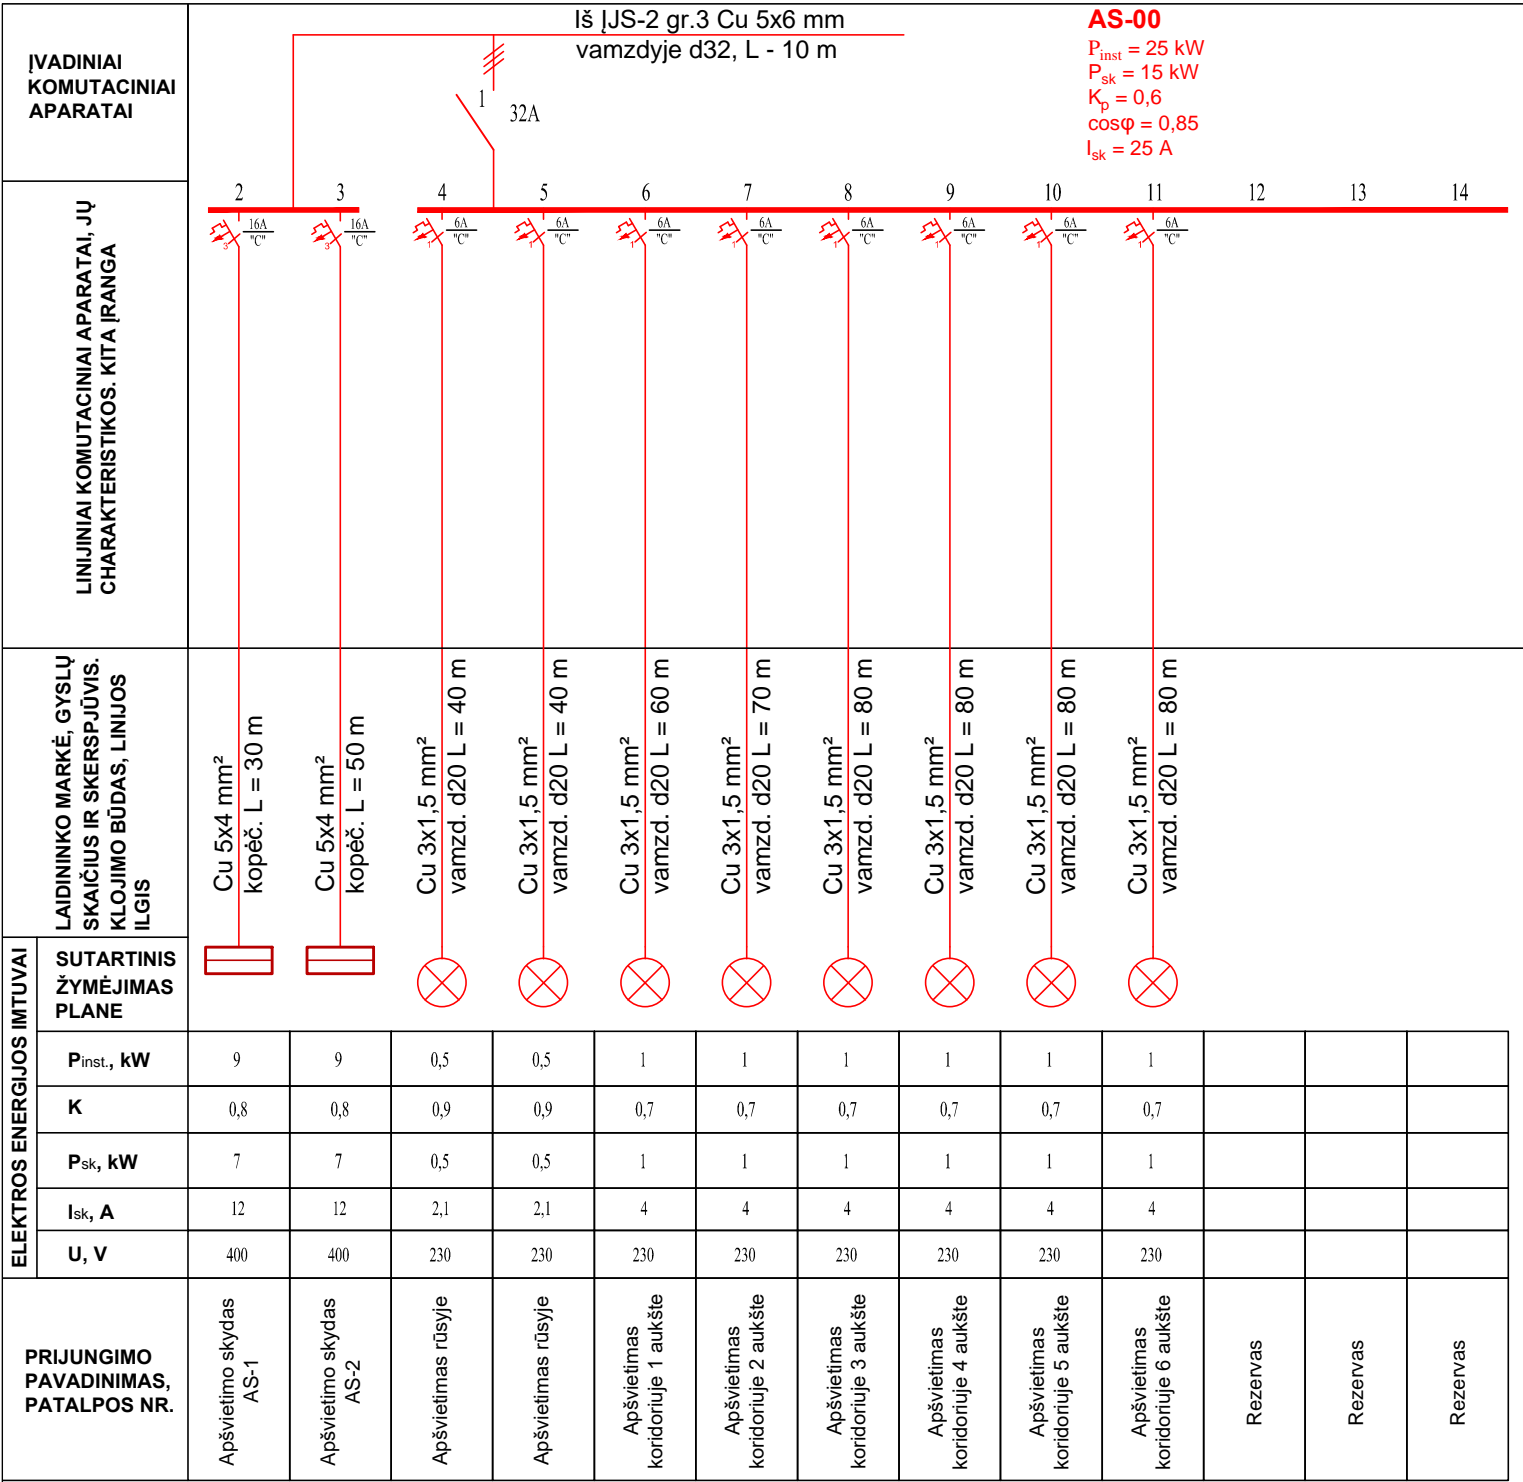 Iš ĮJS-2 gr.3 Cu 5x6 mm
vamzdyje d32, L - 10 m
AS-00
Pinst = 25 kW
Psk = 15 kW
Kp = 0,6
cosφ = 0,85
Isk = 25 A
ĮVADINIAI
KOMUTACINIAI
APARATAI
1
32A
2 3 4 5 6 7 8 9 10 11 12 13 14
16A 16A 6A 6A 6A 6A 6A 6A 6A 6A
"C" "C" "C" "C" "C" "C" "C" "C" "C" "C"
3 3 1 1 1 1 1 1 1 1
LINIJINIAI KOMUTACINIAI APARATAI, JŲ
CHARAKTERISTIKOS. KITA ĮRANGA
LAIDININKO MARKĖ, GYSLŲ
SKAIČIUS IR SKERSPJŪVIS.
KLOJIMO BŪDAS, LINIJOS
ILGIS
Cu 5x4 mm²
kopėč. L = 30 m
Cu 5x4 mm²
kopėč. L = 50 m
Cu 3x1,5 mm²
vamzd. d20 L = 40 m
Cu 3x1,5 mm²
vamzd. d20 L = 40 m
Cu 3x1,5 mm²
vamzd. d20 L = 60 m
Cu 3x1,5 mm²
vamzd. d20 L = 70 m
Cu 3x1,5 mm²
vamzd. d20 L = 80 m
Cu 3x1,5 mm²
vamzd. d20 L = 80 m
Cu 3x1,5 mm²
vamzd. d20 L = 80 m
Cu 3x1,5 mm²
vamzd. d20 L = 80 m
ELEKTROS ENERGIJOS IMTUVAI
SUTARTINIS
ŽYMĖJIMAS
PLANE
Pinst., kW 9 9 0,5 0,5 1 1 1 1 1 1
K 0,8 0,8 0,9 0,9 0,7 0,7 0,7 0,7 0,7 0,7
Psk, kW 7 7 0,5 0,5 1 1 1 1 1 1
Isk, A 12 12 2,1 2,1 4 4 4 4 4 4
U, V 400 400 230 230 230 230 230 230 230 230
PRIJUNGIMO
PAVADINIMAS,
PATALPOS NR.
Apšvietimo skydas
AS-1
Apšvietimo skydas
AS-2
Apšvietimas rūsyje
Apšvietimas rūsyje
Apšvietimas
koridoriuje 1 aukšte
Apšvietimas
koridoriuje 2 aukšte
Apšvietimas
koridoriuje 3 aukšte
Apšvietimas
koridoriuje 4 aukšte
Apšvietimas
koridoriuje 5 aukšte
Apšvietimas
koridoriuje 6 aukšte
Rezervas
Rezervas
Rezervas